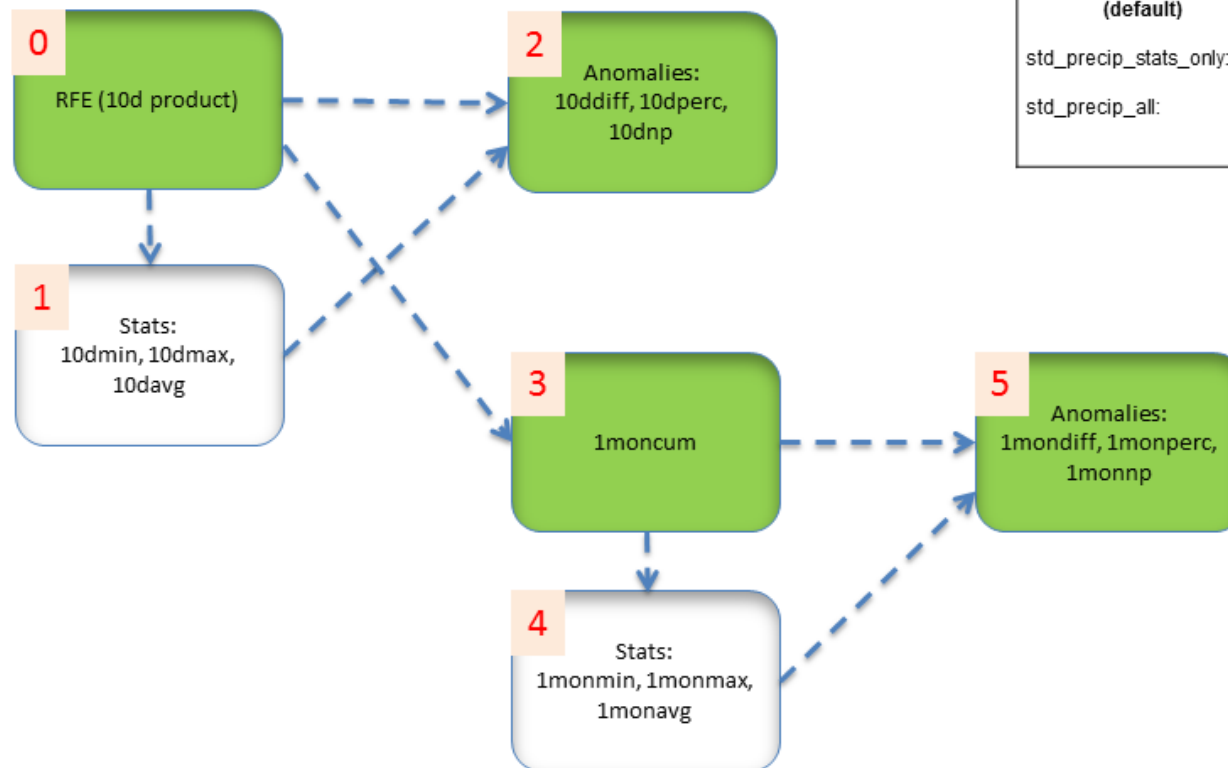 0
RFE (10d product)
2
Anomalies:
10ddiff, 10dperc,
10dnp
(default)
std_precip_stats_only:
std_precip_all:
1
Stats:
10dmin, 10dmax,
10davg
3
1moncum
5
Anomalies:
1mondiff, 1monperc,
1monnp
4
Stats:
1monmin, 1monmax,
1monavg